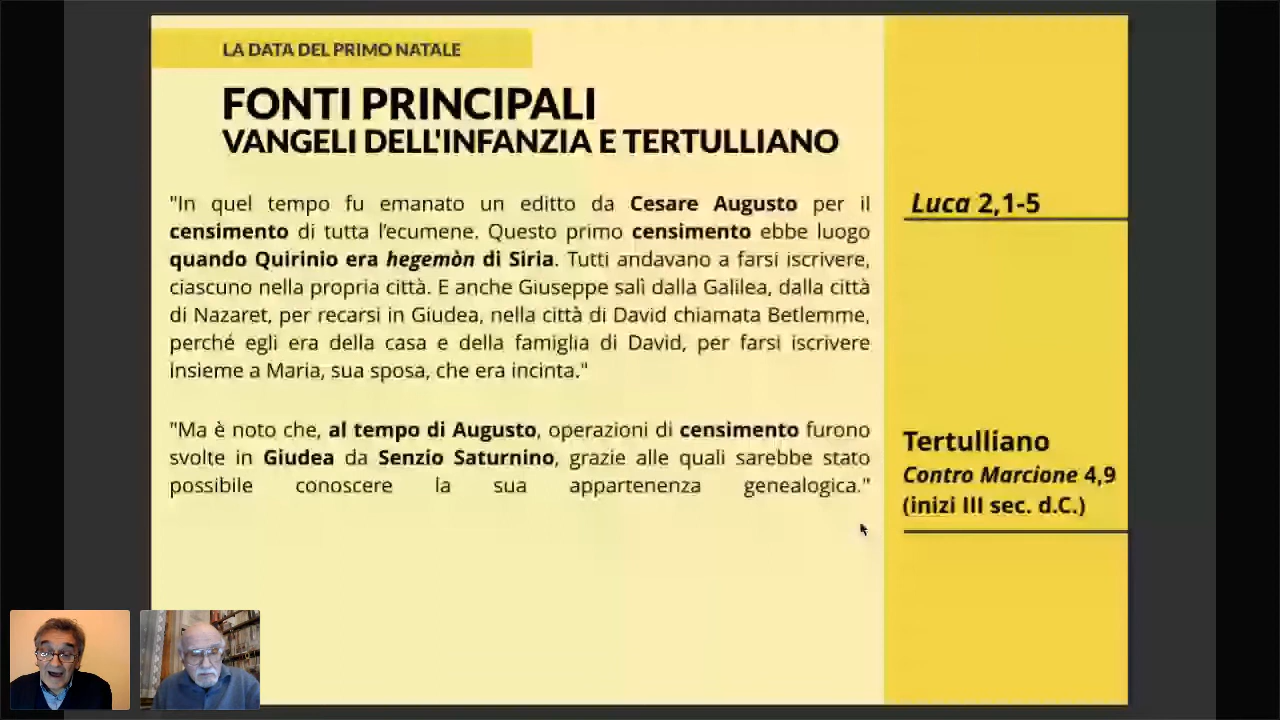 LA DATA DEL PRIMO NATALE
FONTI PRINCIPALI
VANGELI DELL'INFANZIA E TERTULLIANO
"In quel tempo fu emanato un editto da Cesare Augusto per il
censimento di tutta l'ecumene. Questo primo censimento ebbe luogo
quando Quirinio era hegemòn di Siria. Tutti andavano a farsi iscrivere,
ciascuno nella propria città. E anche Giuseppe salì dalla Galilea, dalla città
di Nazaret, per recarsi in Giudea, nella città di David chiamata Betlemme,
perché egli era della casa e della famiglia di David, per farsi iscrivere
insieme a Maria, sua sposa, che era incinta."
Luca 2,1-5
"Ma è noto che, al tempo di Augusto, operazioni di censimento furono
svolte in Giudea da Senzio Saturnino, grazie alle quali sarebbe stato
possibile conoscere la sua appartenenza genealogica."
Tertulliano
Contro Marcione 4,9
(inizi III sec. d.C.)